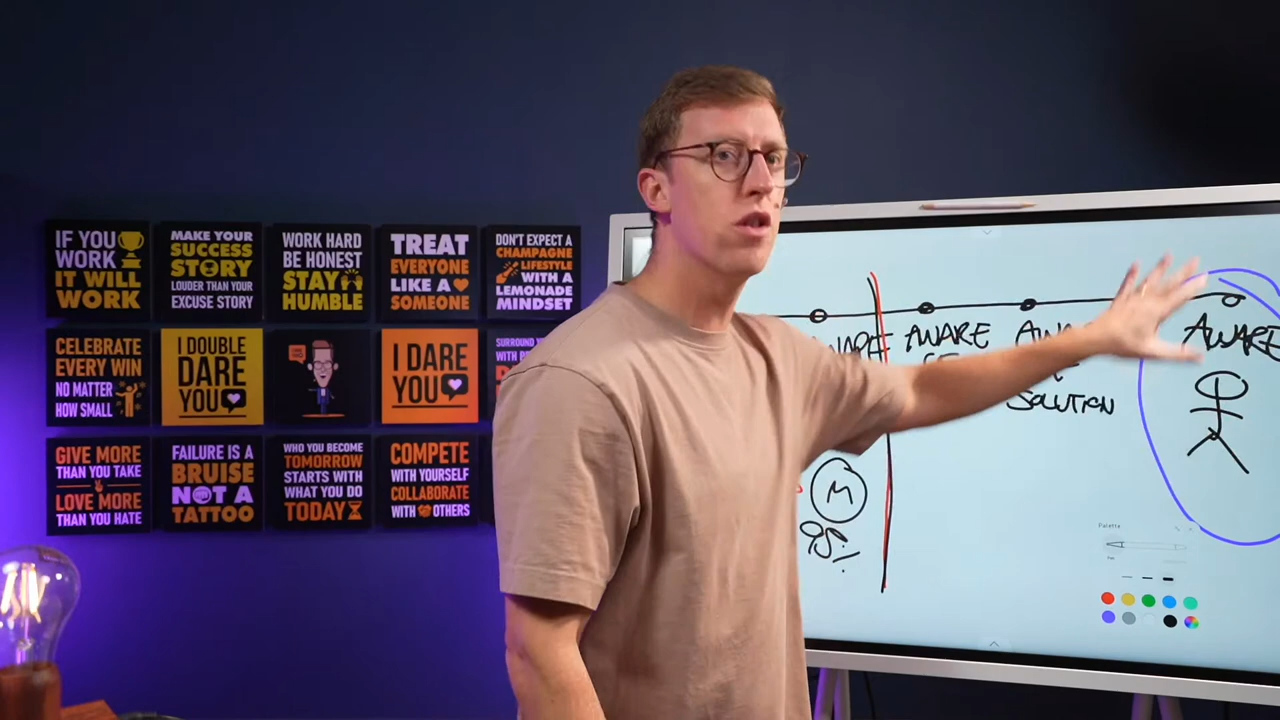 IF YOU
WORK
IT WILL
WORK
MAKE YOUR
SUCCESS
STORY
LOUDER THAN YOUR
EXCUSE STORY
WORK HARD
BE HONEST
STAY
HUMBLE
TREAT
EVERYONE
LIKE A
SOMEONE
DON'T EXPECT A
CHAMPAGNE
LIFESTYLE
WITH A
LEMONADE
MINDSET
CELEBRATE
EVERY WIN
NO MATTER
HOW SMALL
I DOUBLE
DARE
YOU
I DARE
YOU
SURROUND
WITH
GIVE MORE
THAN YOU TAKE
LOVE MORE
THAN YOU HATE
FAILURE IS A
BRUISE
NOT A
TATTOO
WHO YOU BECOME
TOMORROW
STARTS WITH
WHAT YOU DO
TODAY
COMPETE
WITH YOURSELF
COLLABORATE
WITH OTHERS
AWARE
SOLUTION
AWARE
M
95%
Palette